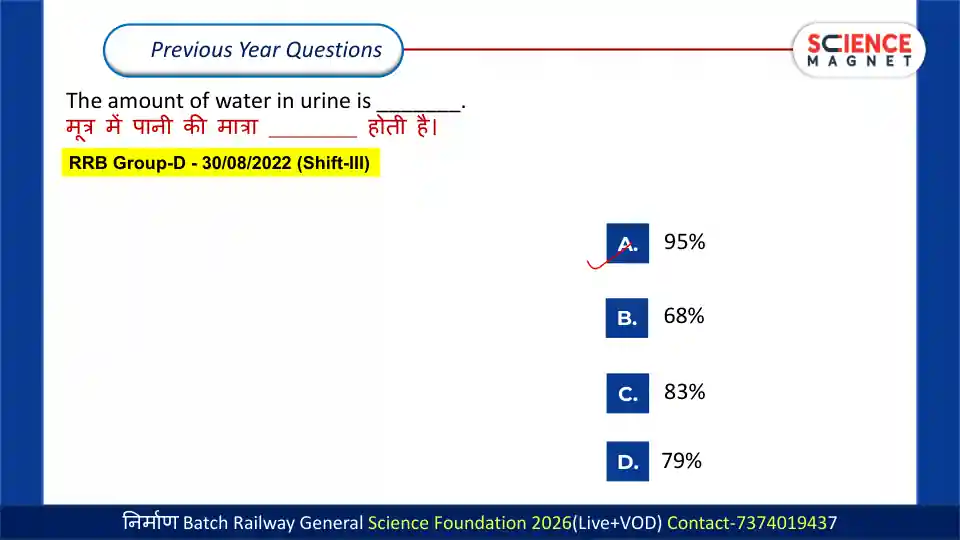 Previous Year Questions
SCIENCE
MAGNET
The amount of water in urine is _______.
मूत्र में पानी की मात्रा _______ होती है।
RRB Group-D - 30/08/2022 (Shift-III)
A. 95%
B. 68%
C. 83%
D. 79%
निर्माण Batch Railway General Science Foundation 2026(Live+VOD) Contact-7374019437